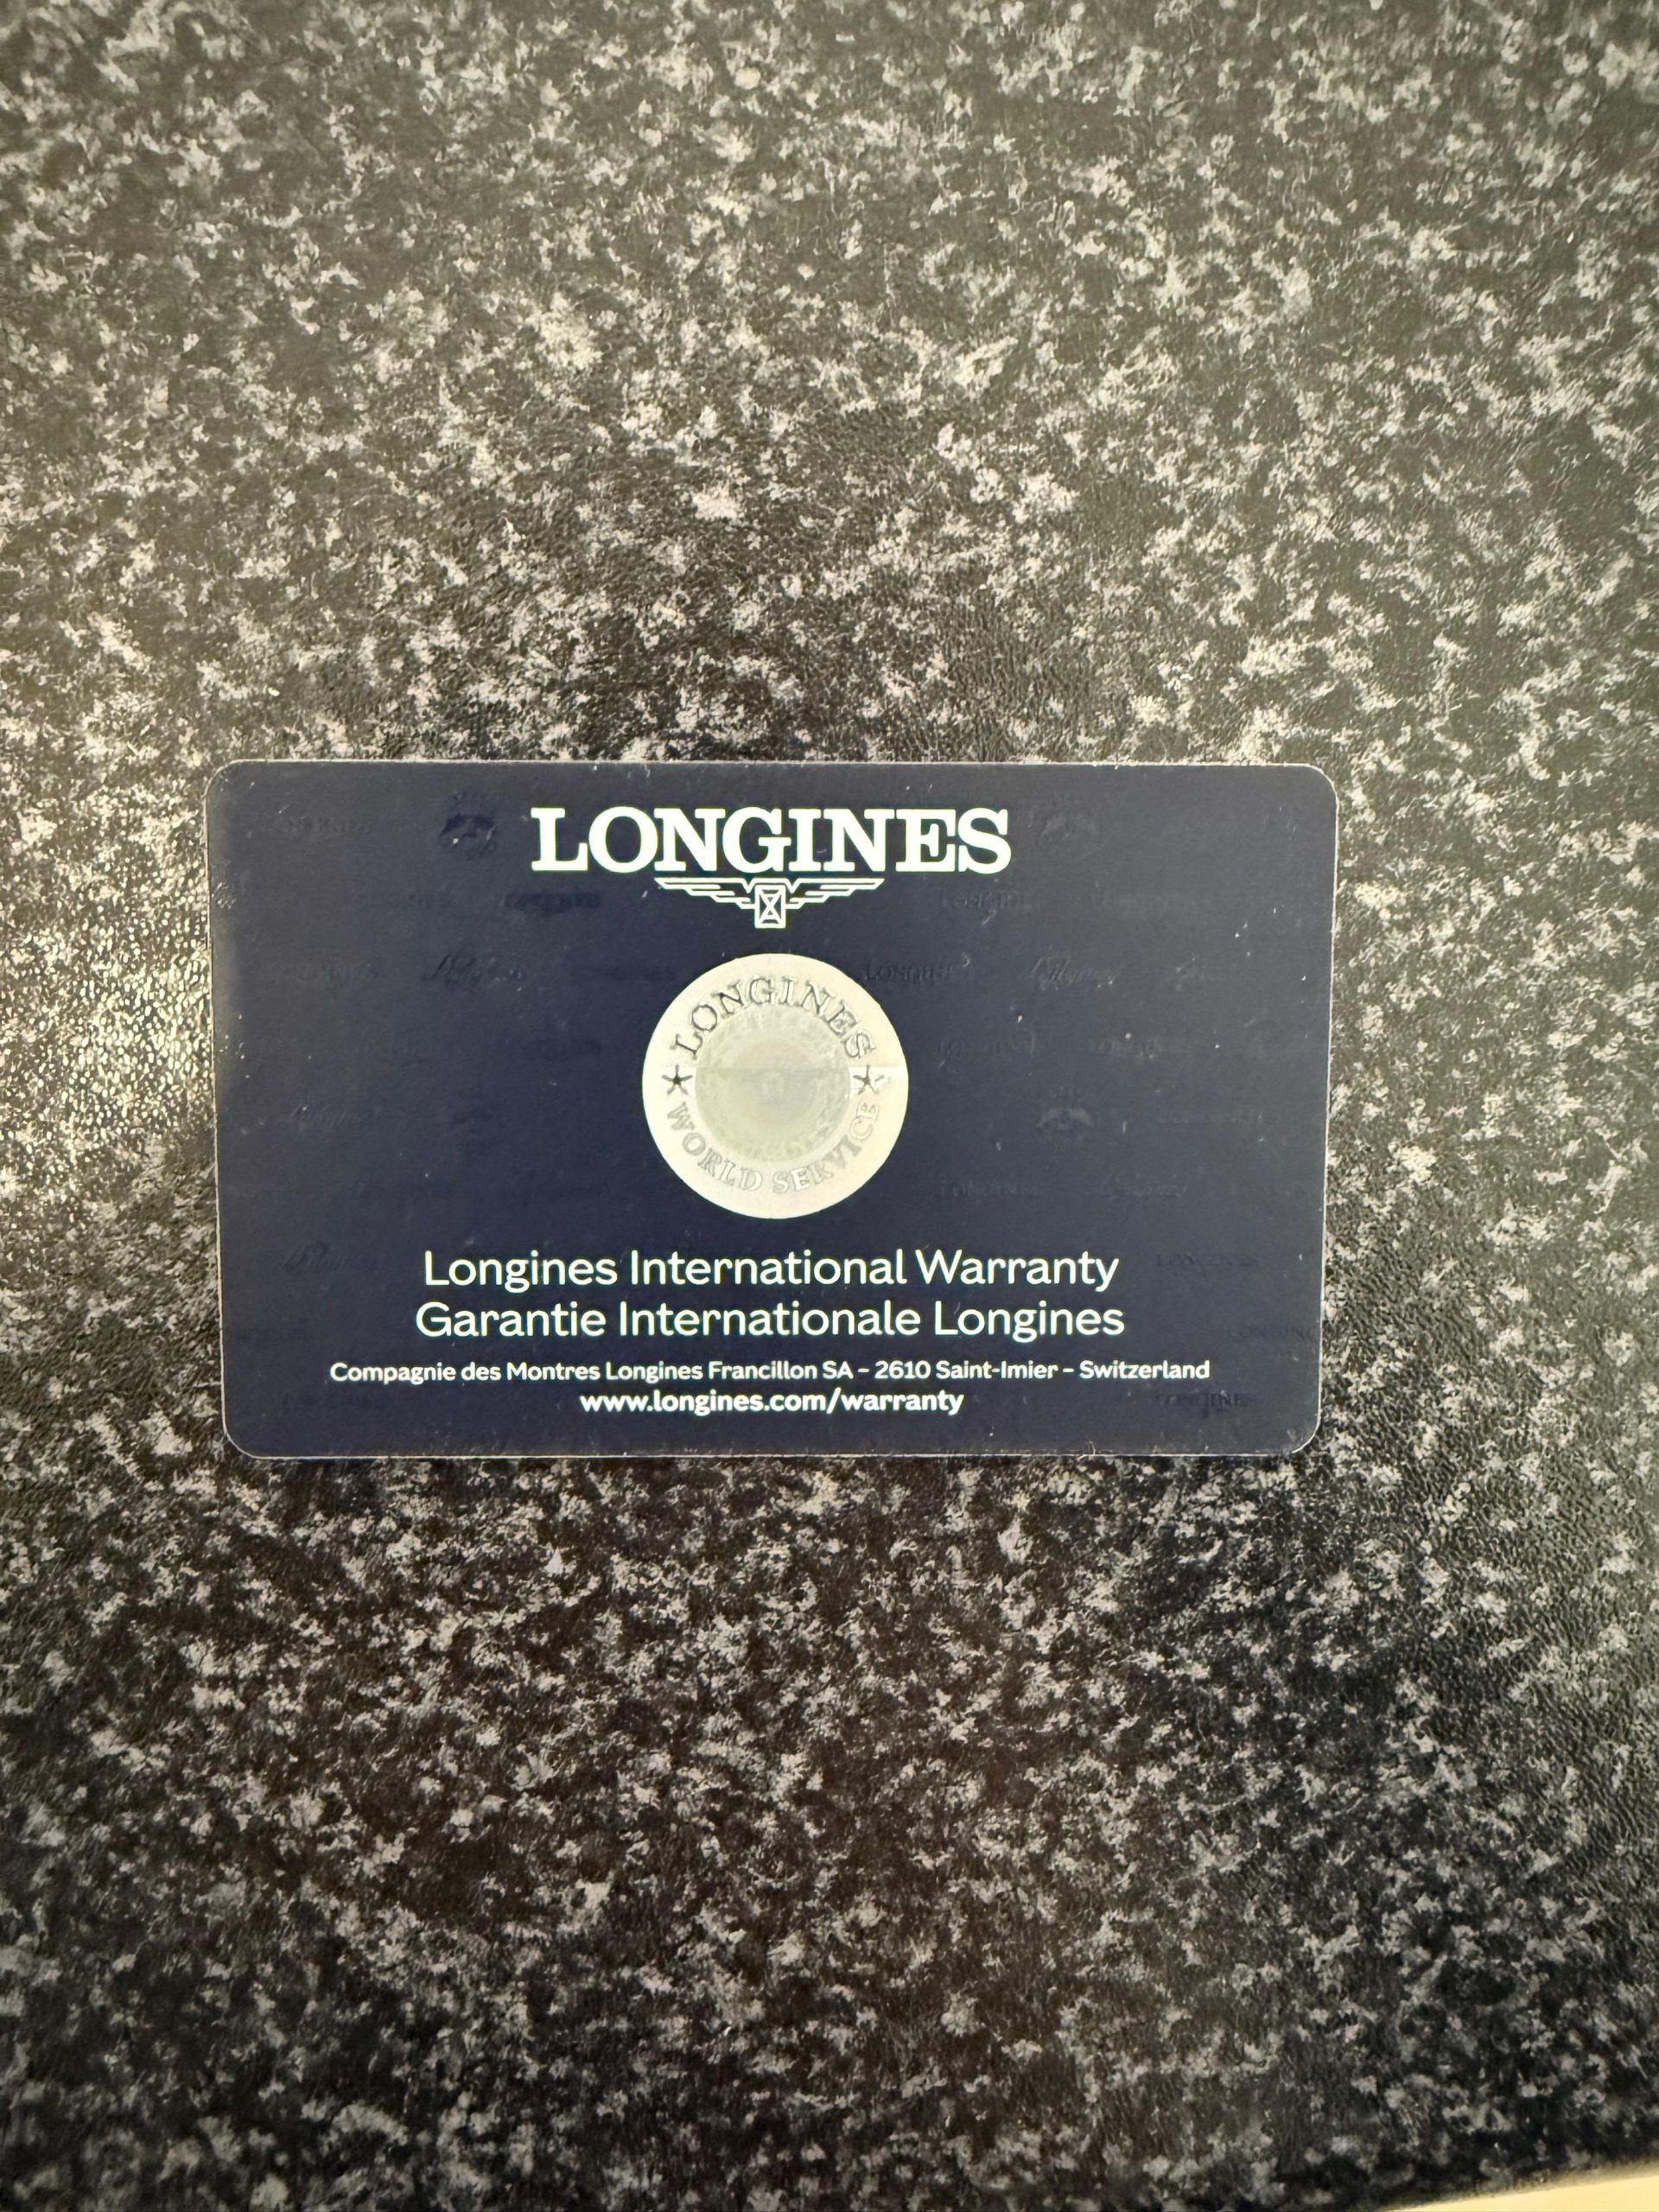 LONGINES
LONGINES
WORLD SERVICE
Longines International Warranty
Garantie Internationale Longines
Compagnie des Montres Longines Francillon SA – 2610 Saint-Imier – Switzerland
www.longines.com/warranty